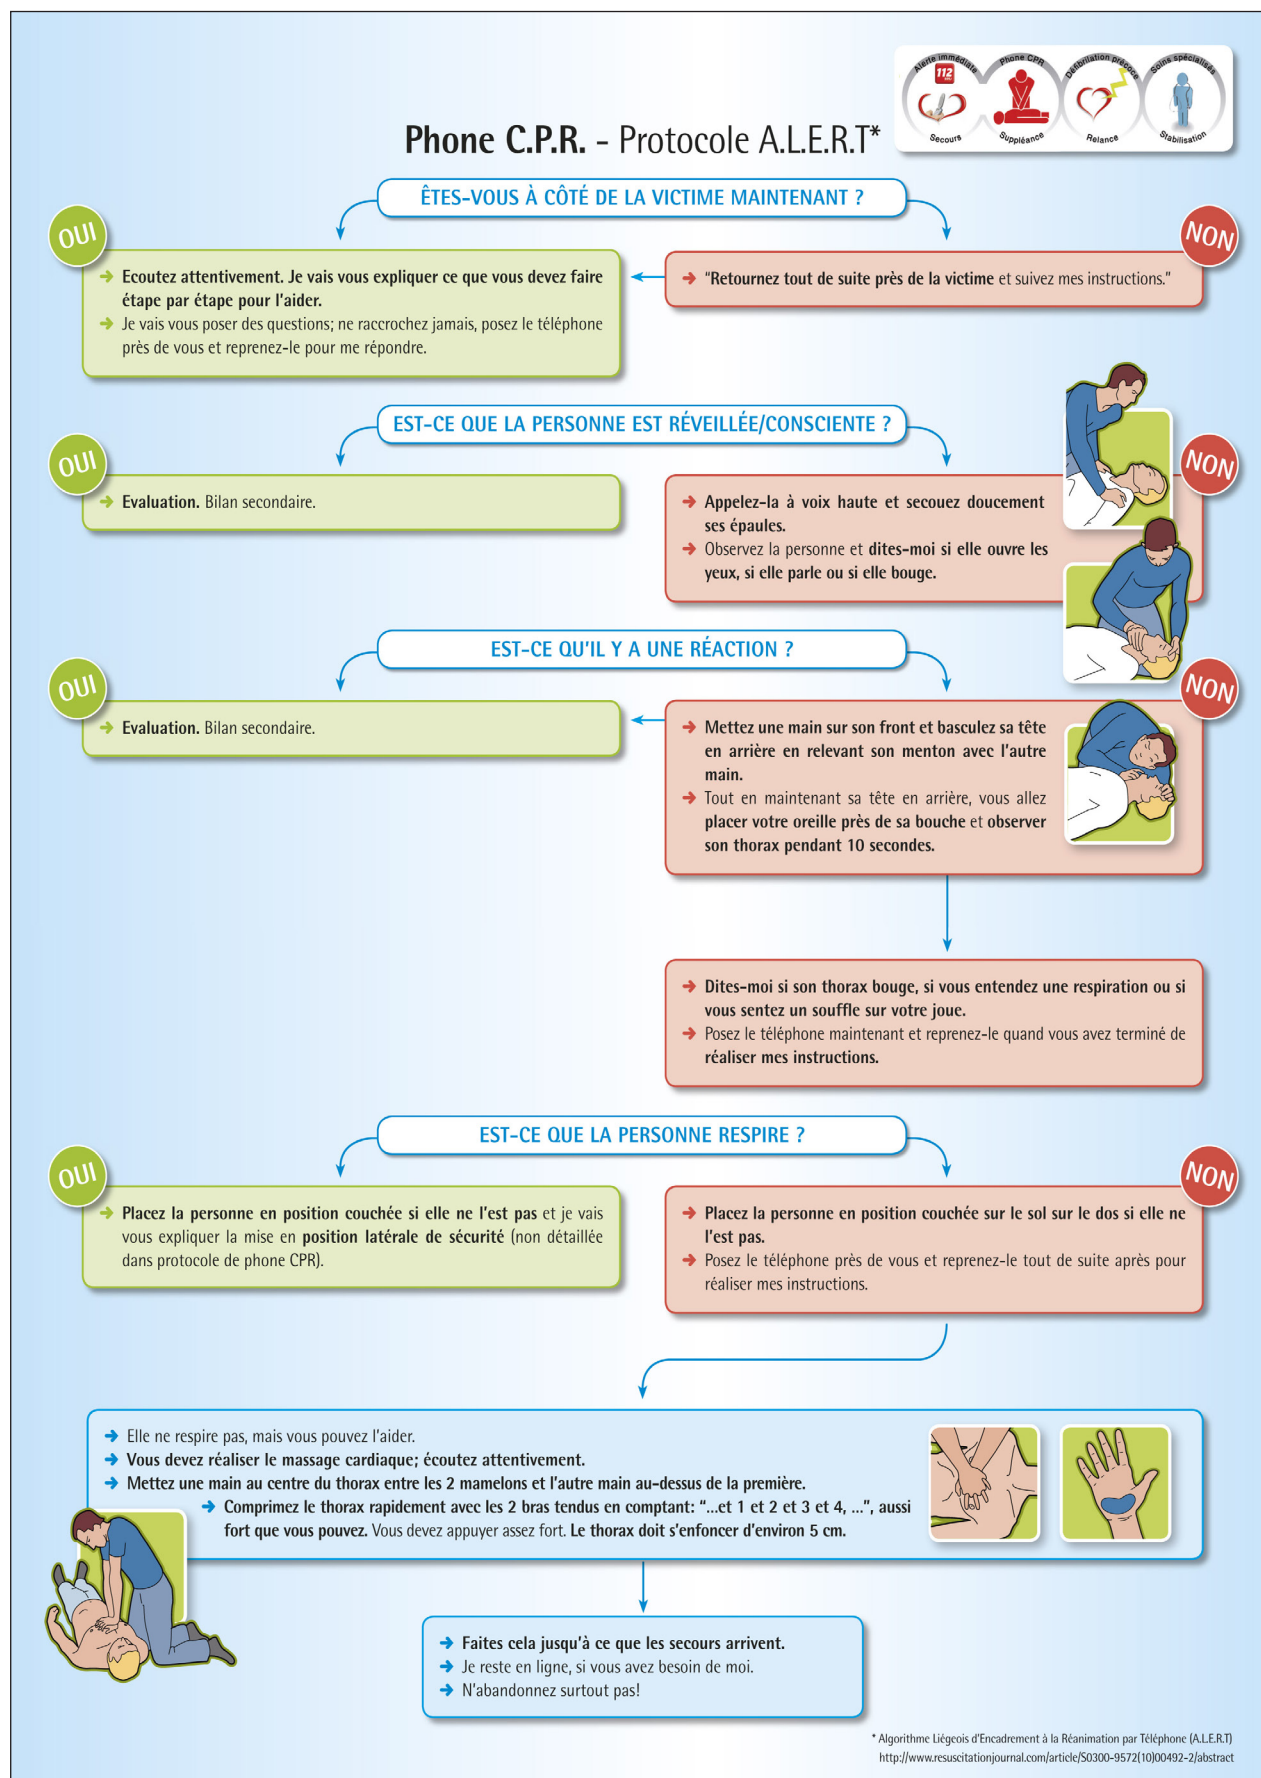 Alerte immédiate
112
Secours
Phone CPR
Suppléance
Défibrillation précoce
Relance
Soins spécialisés
Stabilisation
Phone C.P.R. - Protocole A.L.E.R.T*
ÊTES-VOUS À CÔTÉ DE LA VICTIME MAINTENANT ?
OUI
NON
Ecoutez attentivement. Je vais vous expliquer ce que vous devez faire
étape par étape pour l'aider.
Je vais vous poser des questions; ne raccrochez jamais, posez le téléphone
près de vous et reprenez-le pour me répondre.
“Retournez tout de suite près de la victime et suivez mes instructions.”
EST-CE QUE LA PERSONNE EST RÉVEILLÉE/CONSCIENTE ?
OUI
NON
Evaluation. Bilan secondaire.
Appelez-la à voix haute et secouez doucement
ses épaules.
Observez la personne et dites-moi si elle ouvre les
yeux, si elle parle ou si elle bouge.
EST-CE QU'IL Y A UNE RÉACTION ?
OUI
NON
Evaluation. Bilan secondaire.
Mettez une main sur son front et basculez sa tête
en arrière en relevant son menton avec l'autre
main.
Tout en maintenant sa tête en arrière, vous allez
placer votre oreille près de sa bouche et observer
son thorax pendant 10 secondes.
Dites-moi si son thorax bouge, si vous entendez une respiration ou si
vous sentez un souffle sur votre joue.
Posez le téléphone maintenant et reprenez-le quand vous avez terminé de
réaliser mes instructions.
EST-CE QUE LA PERSONNE RESPIRE ?
OUI
NON
Placez la personne en position couchée si elle ne l'est pas et je vais
vous expliquer la mise en position latérale de sécurité (non détaillée
dans protocole de phone CPR).
Placez la personne en position couchée sur le sol sur le dos si elle ne
l'est pas.
Posez le téléphone près de vous et reprenez-le tout de suite après pour
réaliser mes instructions.
Elle ne respire pas, mais vous pouvez l'aider.
Vous devez réaliser le massage cardiaque; écoutez attentivement.
Mettez une main au centre du thorax entre les 2 mamelons et l'autre main au-dessus de la première.
Comprimez le thorax rapidement avec les 2 bras tendus en comptant: “...et 1 et 2 et 3 et 4, ...”, aussi
fort que vous pouvez. Vous devez appuyer assez fort. Le thorax doit s'enfoncer d'environ 5 cm.
Faites cela jusqu'à ce que les secours arrivent.
Je reste en ligne, si vous avez besoin de moi.
N'abandonnez surtout pas!
* Algorithme Liégeois d'Encadrement à la Réanimation par Téléphone (A.L.E.R.T)
http://www.resuscitationjournal.com/article/S0300-9572(10)00492-2/abstract